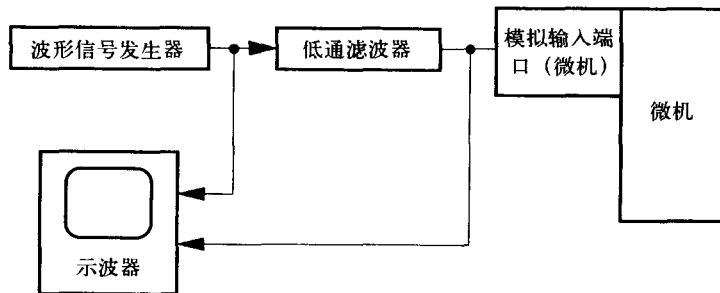 波形信号发生器
低通滤波器
模拟输入端
口（微机）
微机
示波器